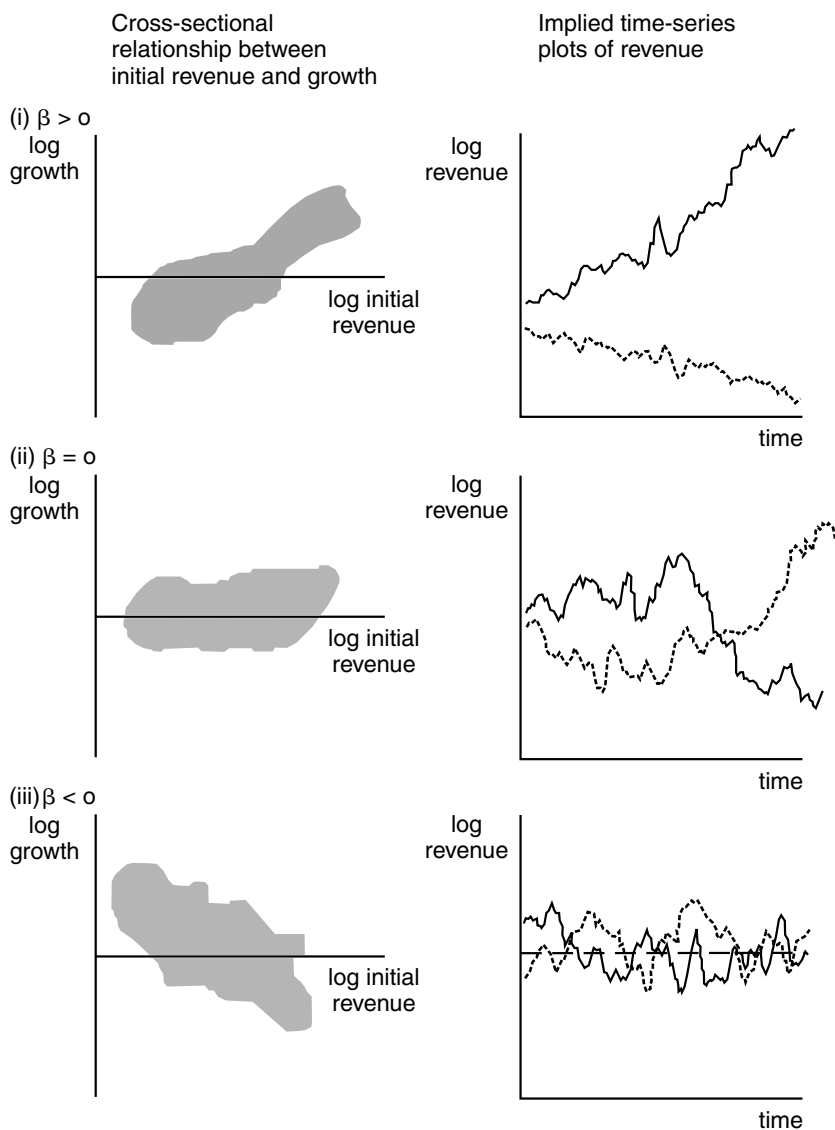 Cross-sectional
relationship between
initial revenue and growth
Implied time-series
plots of revenue
(i) β > o
log
growth
log initial
revenue
log
revenue
time
(ii) β = o
log
growth
log initial
revenue
log
revenue
time
(iii) β < o
log
growth
log initial
revenue
log
revenue
time